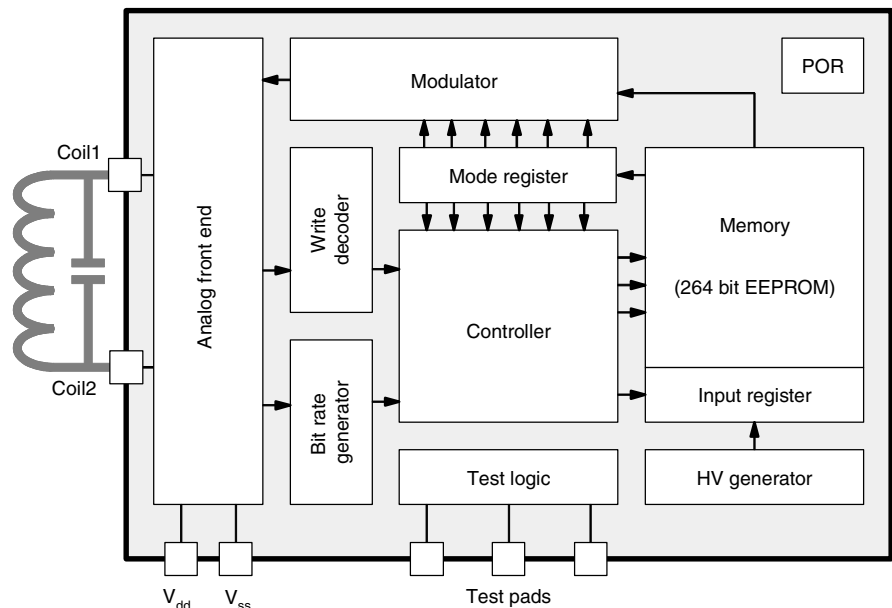 Modulator
POR
Coil1
Mode register
Write
decoder
Memory
Analog front end
(264 bit EEPROM)
Controller
Coil2
Bit rate
generator
Input register
Test logic
HV generator
Vdd
Vss
Test pads